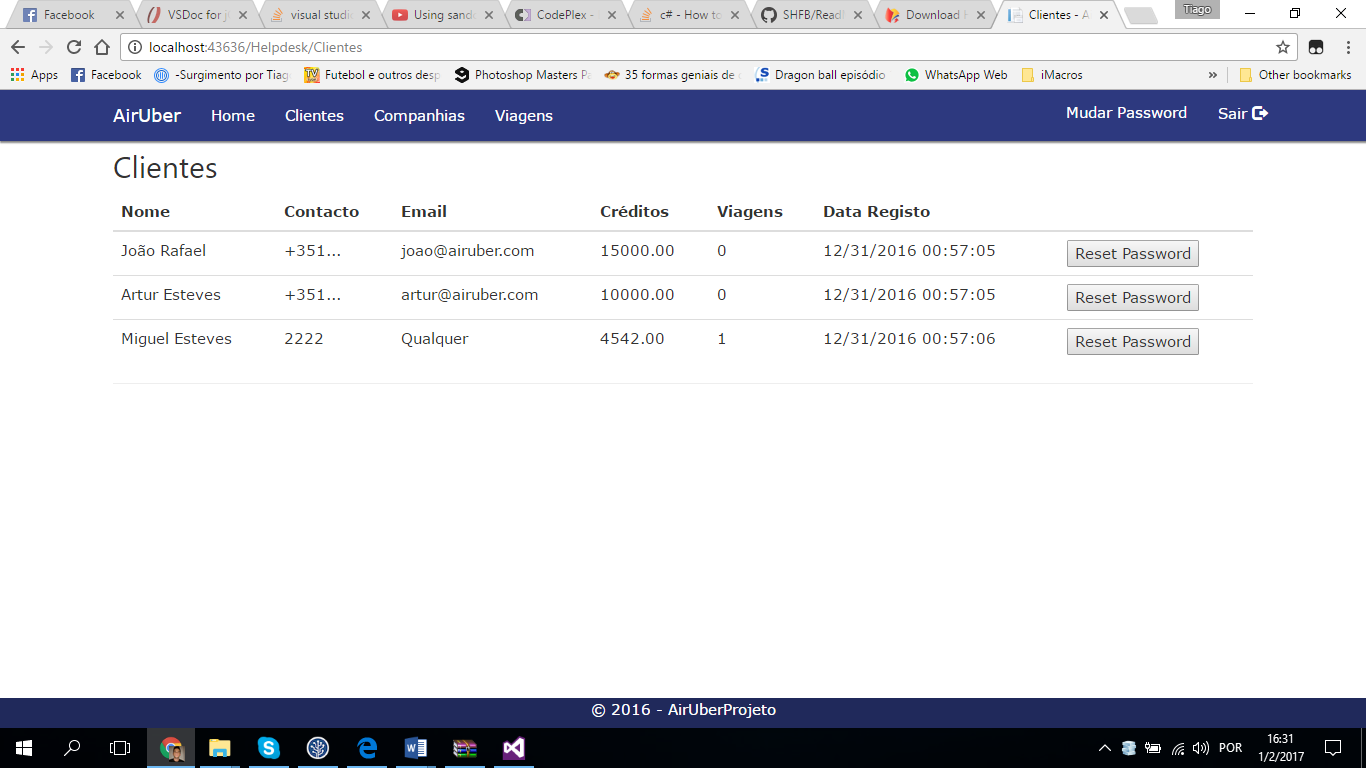 Tiago
Facebook
VSDoc for j
visual studi
Using sand
CodePlex -
c# - How to
SHFB/Read
Download
Clientes - A
localhost:43636/Helpdesk/Clientes
Apps Facebook -Surgimento por Tiag Futebol e outros desp Photoshop Masters Pa 35 formas geniais de Dragon ball episódio WhatsApp Web iMacros » Other bookmarks
AirUber Home Clientes Companhias Viagens Mudar Password Sair
Clientes
Nome Contacto Email Créditos Viagens Data Registo
João Rafael +351... joao@airuber.com 15000.00 0 12/31/2016 00:57:05 Reset Password
Artur Esteves +351... artur@airuber.com 10000.00 0 12/31/2016 00:57:05 Reset Password
Miguel Esteves 2222 Qualquer 4542.00 1 12/31/2016 00:57:06 Reset Password
© 2016 - AirUberProjeto
POR
16:31
1/2/2017